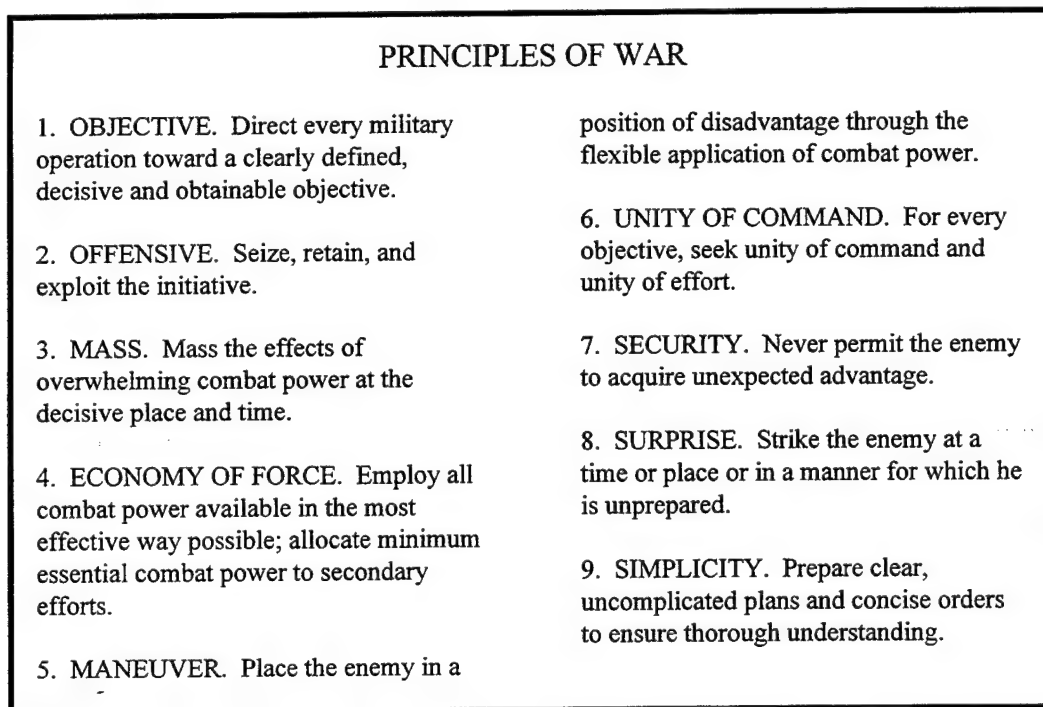 PRINCIPLES OF WAR
1. OBJECTIVE. Direct every military
operation toward a clearly defined,
decisive and obtainable objective.
2. OFFENSIVE. Seize, retain, and
exploit the initiative.
3. MASS. Mass the effects of
overwhelming combat power at the
decisive place and time.
4. ECONOMY OF FORCE. Employ all
combat power available in the most
effective way possible; allocate minimum
essential combat power to secondary
efforts.
5. MANEUVER. Place the enemy in a
position of disadvantage through the
flexible application of combat power.
6. UNITY OF COMMAND. For every
objective, seek unity of command and
unity of effort.
7. SECURITY. Never permit the enemy
to acquire unexpected advantage.
8. SURPRISE. Strike the enemy at a
time or place or in a manner for which he
is unprepared.
9. SIMPLICITY. Prepare clear,
uncomplicated plans and concise orders
to ensure thorough understanding.